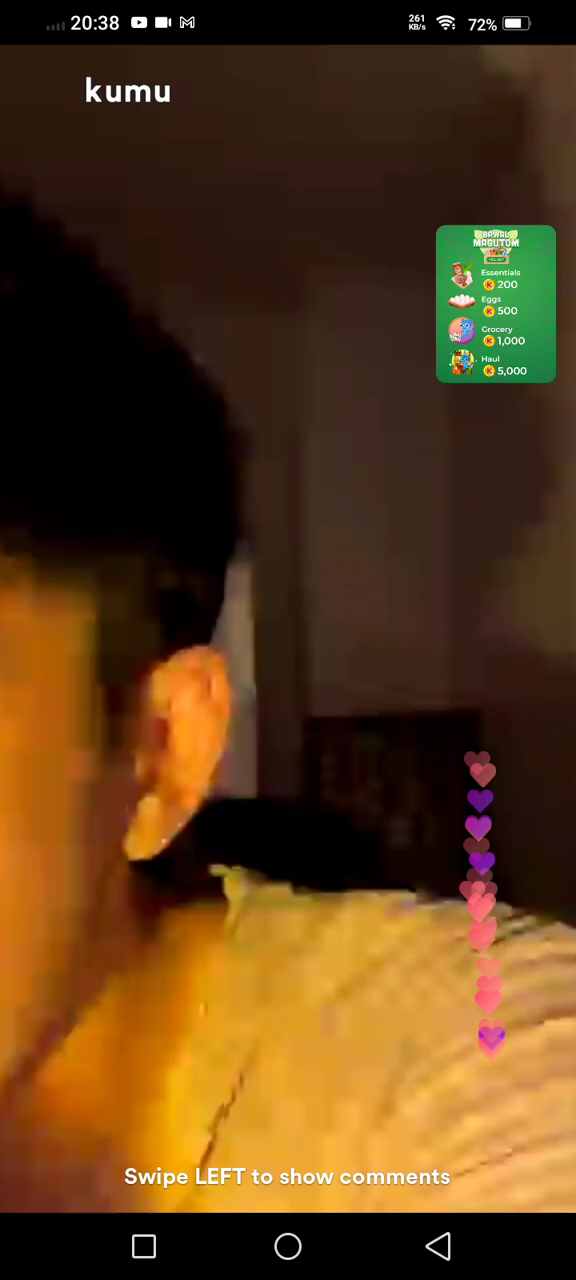 20:38
261
KB/s
72%
kumu
BAWAL
MAGUTOM
Essentials
K 200
Eggs
K 500
Grocery
K 1,000
Haul
K 5,000
Swipe LEFT to show comments